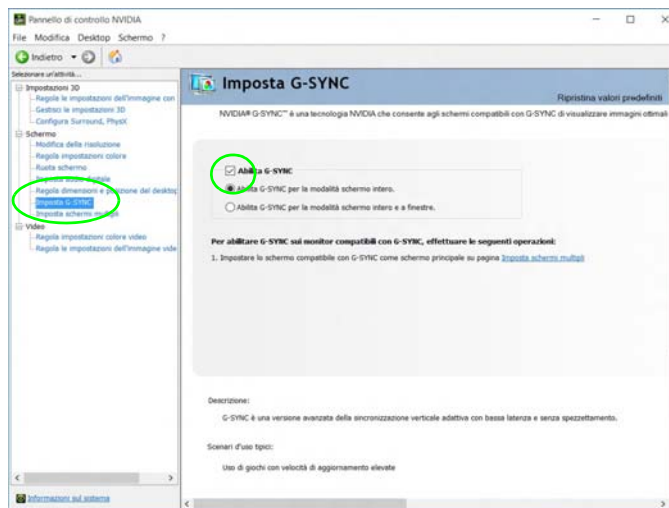 Pannello di controllo NVIDIA
File Modifica Desktop Schermo ?
Indietro
Selezionare un'attività...
Impostazioni 3D
Regola le impostazioni dell'immagine con
Gestisci le impostazioni 3D
Configura Surround, PhysX
Schermo
Modifica della risoluzione
Regola impostazioni colore
Ruota schermo
Imposta audio digitale
Regola dimensioni e posizione del desktop
Imposta G-SYNC
Imposta schermi multipli
Video
Regola impostazioni colore video
Regola le impostazioni dell'immagine vide
Informazioni sul sistema
Imposta G-SYNC
Ripristina valori predefiniti
NVIDIA® G-SYNC™ è una tecnologia NVIDIA che consente agli schermi compatibili con G-SYNC di visualizzare immagini ottimali
Abilita G-SYNC
Abilita G-SYNC per la modalità schermo intero.
Abilita G-SYNC per la modalità schermo intero e a finestre.
Per abilitare G-SYNC sui monitor compatibili con G-SYNC, effettuare le seguenti operazioni:
1. Impostare lo schermo compatibile con G-SYNC come schermo principale su pagina Imposta schermi multipli
Descrizione:
G-SYNC è una versione avanzata della sincronizzazione verticale adattiva con bassa latenza e senza spezzettamento.
Scenari d'uso tipici:
Uso di giochi con velocità di aggiornamento elevate